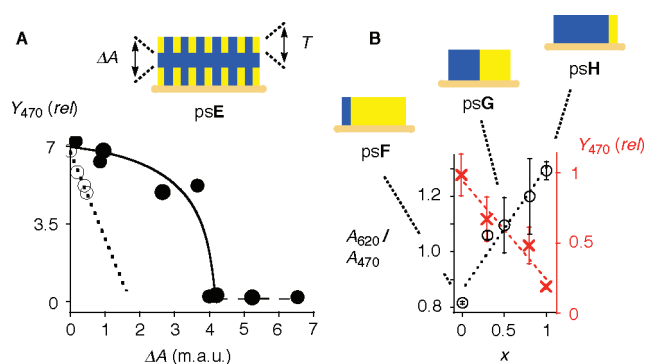 A
ΔA
T
psE
Y470 (rel)
7
3.5
0
0 1 2 3 4 5 6 7
ΔA (m.a.u.)
B
psH
psG
psF
Y470 (rel)
A620 /
A470
1.2
1.0
0.8
1
0.5
0
0 0.5 1
x